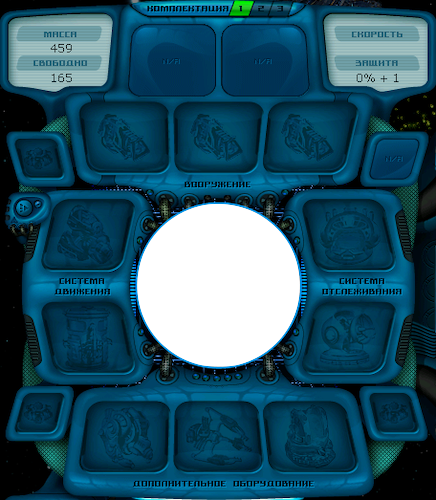 КОМПЛЕКТАЦИЯ 1 2 3
МАССА
459
СВОБОДНО
165
N/A
N/A
СКОРОСТЬ
ЗАЩИТА
0% + 1
ВООРУЖЕНИЕ
N/A
СИСТЕМА
ДВИЖЕНИЯ
СИСТЕМА
ОТСЛЕЖИВАНИЯ
ДОПОЛНИТЕЛЬНОЕ ОБОРУДОВАНИЕ